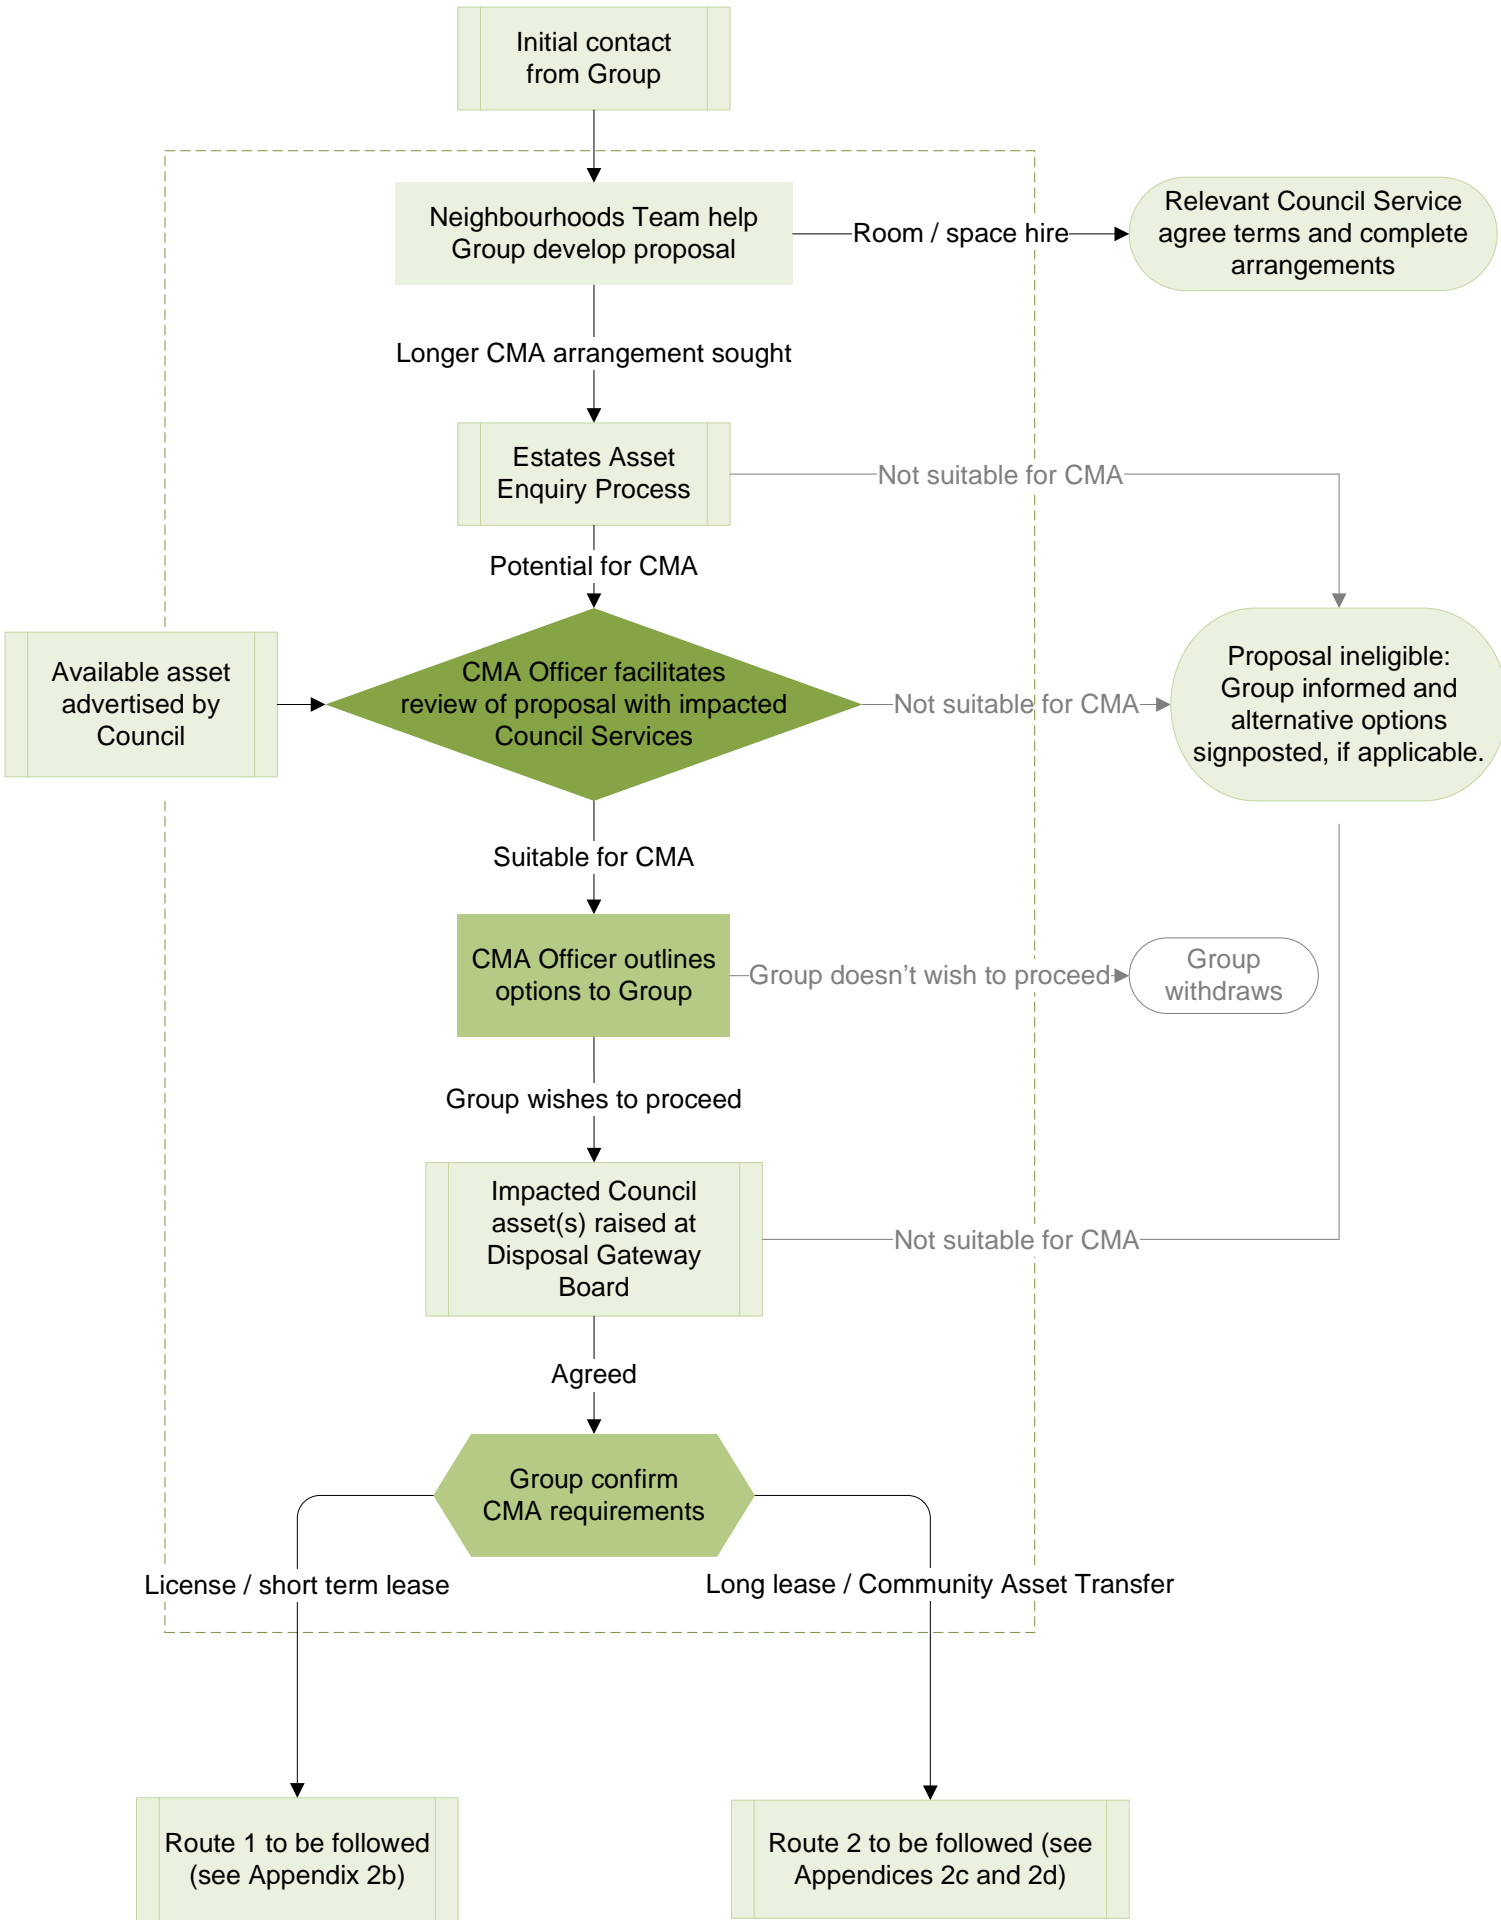 Initial contact
from Group
Neighbourhoods Team help
Group develop proposal
Room / space hire
Relevant Council Service
agree terms and complete
arrangements
Longer CMA arrangement sought
Estates Asset
Enquiry Process
Not suitable for CMA
Potential for CMA
Available asset
advertised by
Council
CMA Officer facilitates
review of proposal with impacted
Council Services
Not suitable for CMA
Proposal ineligible:
Group informed and
alternative options
signposted, if applicable.
Suitable for CMA
CMA Officer outlines
options to Group
Group doesn’t wish to proceed
Group
withdraws
Group wishes to proceed
Impacted Council
asset(s) raised at
Disposal Gateway
Board
Not suitable for CMA
Agreed
Group confirm
CMA requirements
License / short term lease
Long lease / Community Asset Transfer
Route 1 to be followed
(see Appendix 2b)
Route 2 to be followed (see
Appendices 2c and 2d)